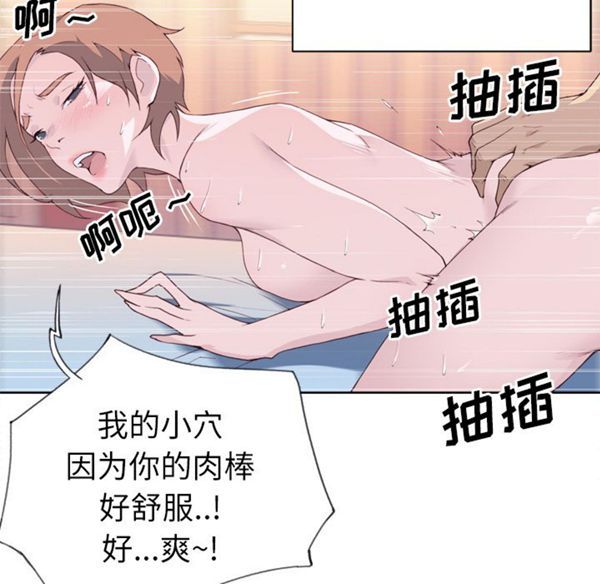 啊~
抽插
啊呃~
抽插
抽插
我的小穴
因为你的肉棒
好舒服..!
好...爽~!